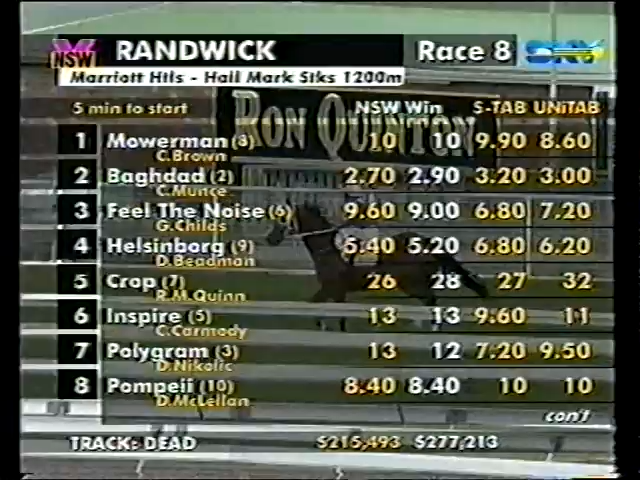 NSW RANDWICK Race 8 SKY
Marriott Htls - Hail Mark Stks 1200m
5 min to start NSW Win S-TAB UNiTAB
RON QUINTON
1 Mowerman (8) 10 10 9.90 8.60
C.Brown
2 Baghdad (2) 2.70 2.90 3.20 3.00
C.Munce
3 Feel The Noise (6) 9.60 9.00 6.80 7.20
G.Childs
4 Helsinborg (9) 5.40 5.20 6.80 6.20
D.Beadman
5 Crop (7) 26 28 27 32
R.M.Quinn
6 Inspire (5) 13 13 9.60 11
C.Carmody
7 Polygram (3) 13 12 7.20 9.50
D.Nikolic
8 Pompeii (10) 8.40 8.40 10 10
D.McLellan
con't
TRACK: DEAD $215,493 $277,213